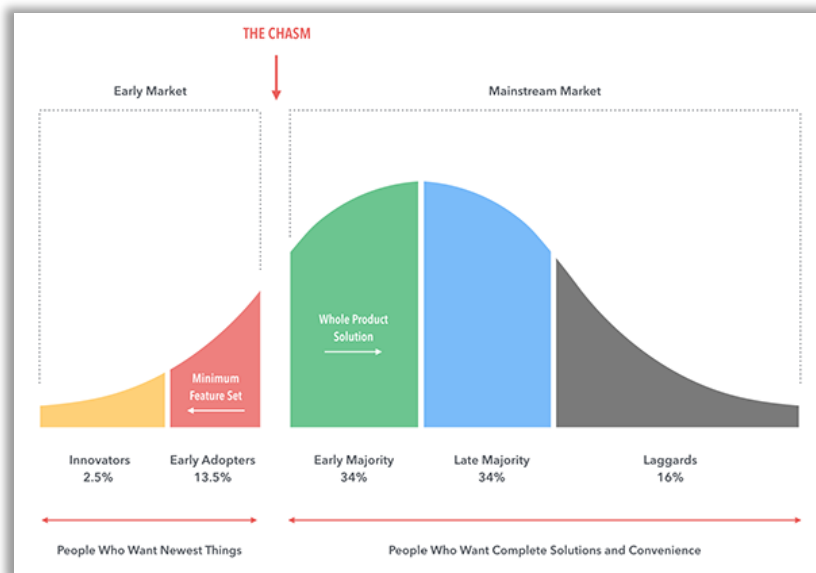 THE CHASM
Early Market
Mainstream Market
Whole Product
Solution
Minimum
Feature Set
Innovators
2.5%
Early Adopters
13.5%
Early Majority
34%
Late Majority
34%
Laggards
16%
People Who Want Newest Things
People Who Want Complete Solutions and Convenience